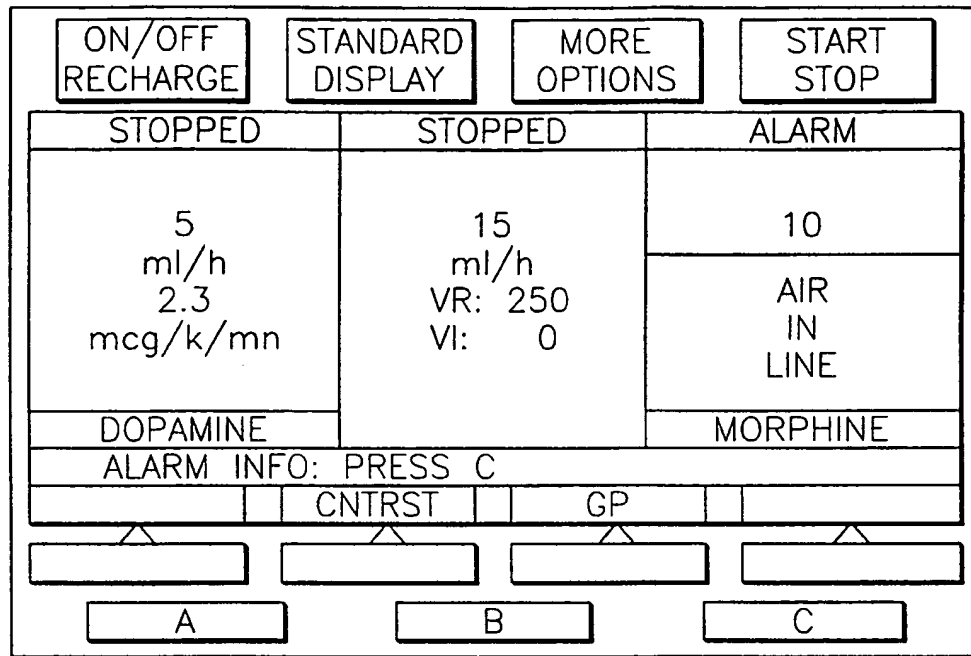 ON/OFF
RECHARGE
STANDARD
DISPLAY
MORE
OPTIONS
START
STOP
STOPPED
5
ml/h
2.3
mcg/k/mn
DOPAMINE
STOPPED
15
ml/h
VR: 250
VI: 0
ALARM
10
AIR
IN
LINE
MORPHINE
ALARM INFO: PRESS C
CNTRST
GP
A
B
C